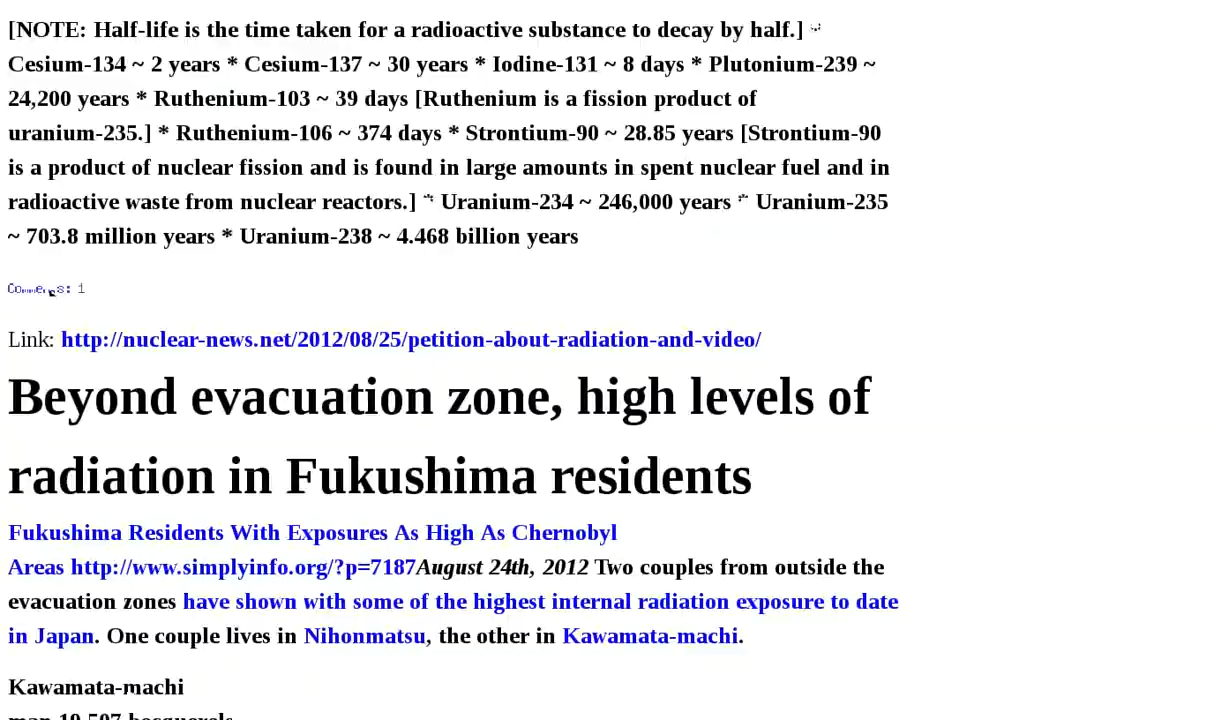 [NOTE: Half-life is the time taken for a radioactive substance to decay by half.] *
Cesium-134 ~ 2 years * Cesium-137 ~ 30 years * Iodine-131 ~ 8 days * Plutonium-239 ~
24,200 years * Ruthenium-103 ~ 39 days [Ruthenium is a fission product of
uranium-235.] * Ruthenium-106 ~ 374 days * Strontium-90 ~ 28.85 years [Strontium-90
is a product of nuclear fission and is found in large amounts in spent nuclear fuel and in
radioactive waste from nuclear reactors.] * Uranium-234 ~ 246,000 years * Uranium-235
~ 703.8 million years * Uranium-238 ~ 4.468 billion years
1
Link: http://nuclear-news.net/2012/08/25/petition-about-radiation-and-video/
Beyond evacuation zone, high levels of
radiation in Fukushima residents
Fukushima Residents With Exposures As High As Chernobyl
Areas http://www.simplyinfo.org/?p=7187August 24th, 2012 Two couples from outside the
evacuation zones have shown with some of the highest internal radiation exposure to date
in Japan. One couple lives in Nihonmatsu, the other in Kawamata-machi.
Kawamata-machi
man 19,507 becquerels